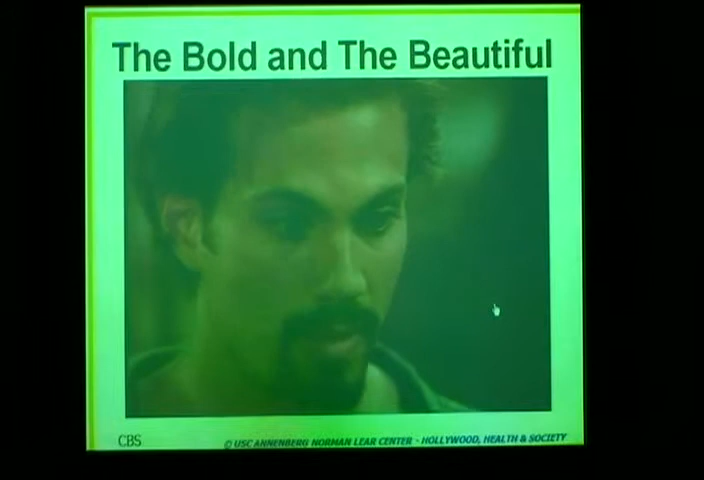 The Bold and The Beautiful
CBS
© USC ANNENBERG NORMAN LEAR CENTER - HOLLYWOOD, HEALTH & SOCIETY